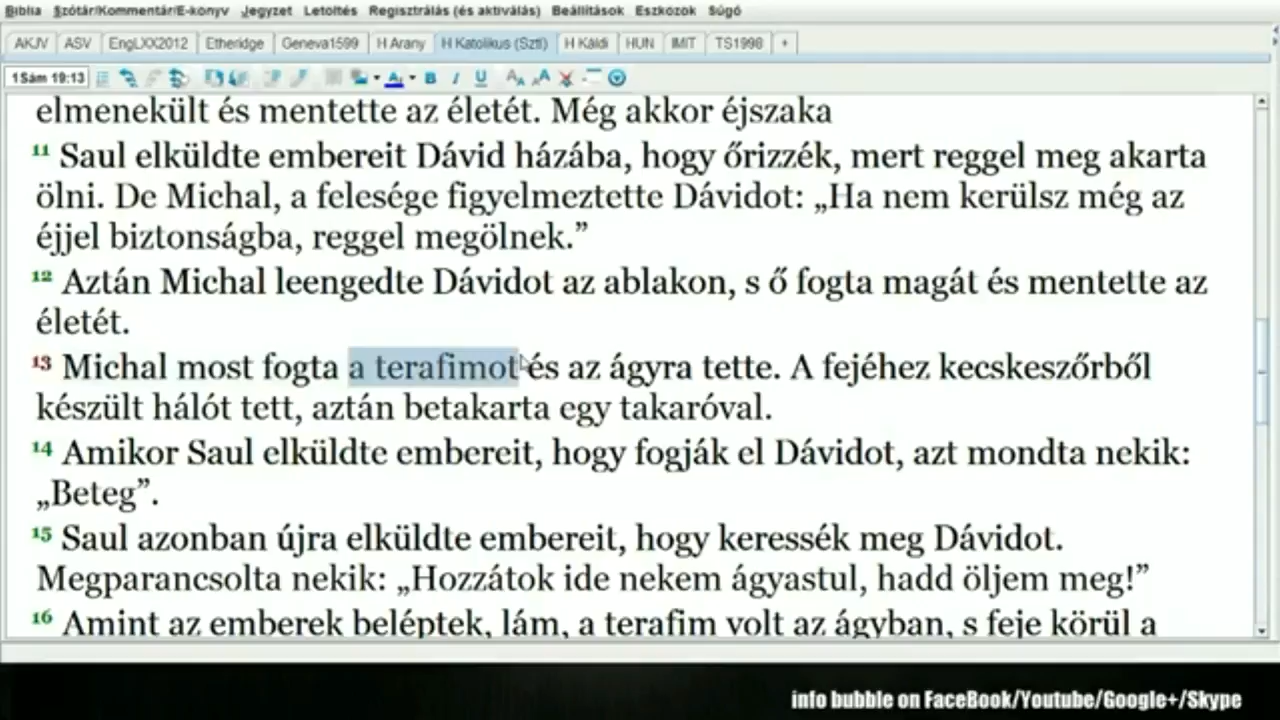 Biblia Szótár/Kommentár/E-könyv Jegyzet Letöltés Regisztrálás (és aktiválás) Beállítások Eszközök Súgó
AKJV ASV EngLXX2012 Etheridge Geneva1599 H Arany H Katolikus (SztI) H Káldi HUN IMIT TS1998 +
1Sám 19:13
elmenekült és mentette az életét. Még akkor éjszaka
11 Saul elküldte embereit Dávid házába, hogy őrizzék, mert reggel meg akarta
ölni. De Michal, a felesége figyelmeztette Dávidot: „Ha nem kerülsz még az
éjjel biztonságba, reggel megölnek.”
12 Aztán Michal leengedte Dávidot az ablakon, s ő fogta magát és mentette az
életét.
13 Michal most fogta a terafimot és az ágyra tette. A fejéhez kecskeszőrből
készült hálót tett, aztán betakarta egy takaróval.
14 Amikor Saul elküldte embereit, hogy fogják el Dávidot, azt mondta nekik:
„Beteg”.
15 Saul azonban újra elküldte embereit, hogy keressék meg Dávidot.
Megparancsolta nekik: „Hozzátok ide nekem ágyastul, hadd öljem meg!”
16 Amint az emberek beléptek, lám, a terafim volt az ágyban, s feje körül a
info bubble on FaceBook/Youtube/Google+/Skype